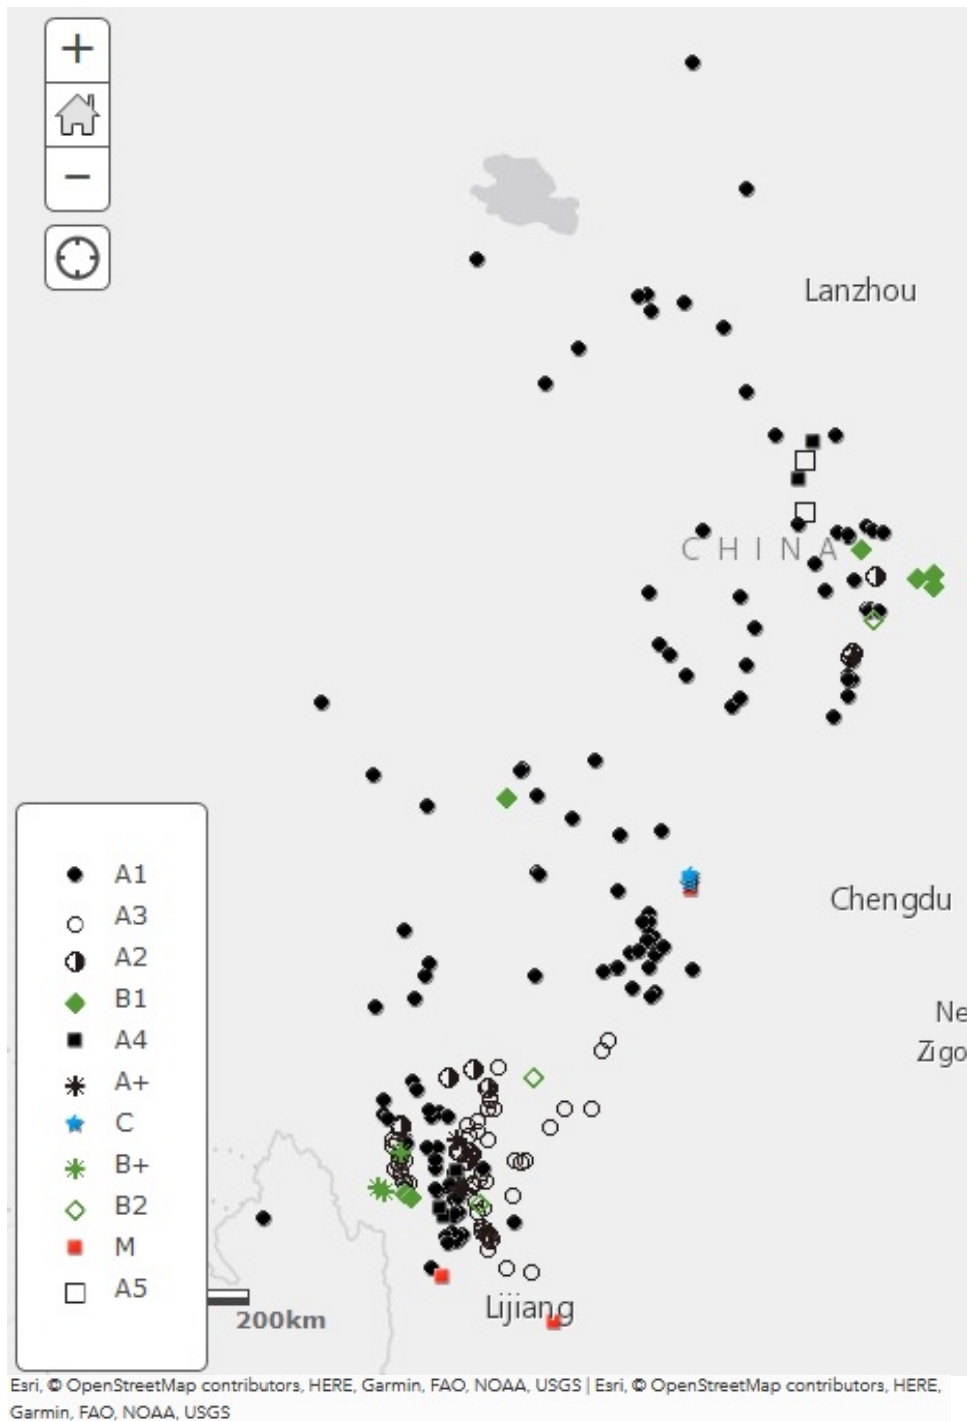 +
−
Lanzhou
CHINA
Chengdu
Ne
Zigo
A1
A3
A2
B1
A4
A+
C
B+
B2
M
A5
200km
Lijiang
Esri, © OpenStreetMap contributors, HERE, Garmin, FAO, NOAA, USGS | Esri, © OpenStreetMap contributors, HERE,
Garmin, FAO, NOAA, USGS